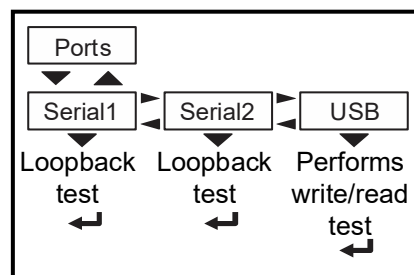 Ports
Serial1 Serial2 USB
Loopback Loopback Performs
test test write/read
test